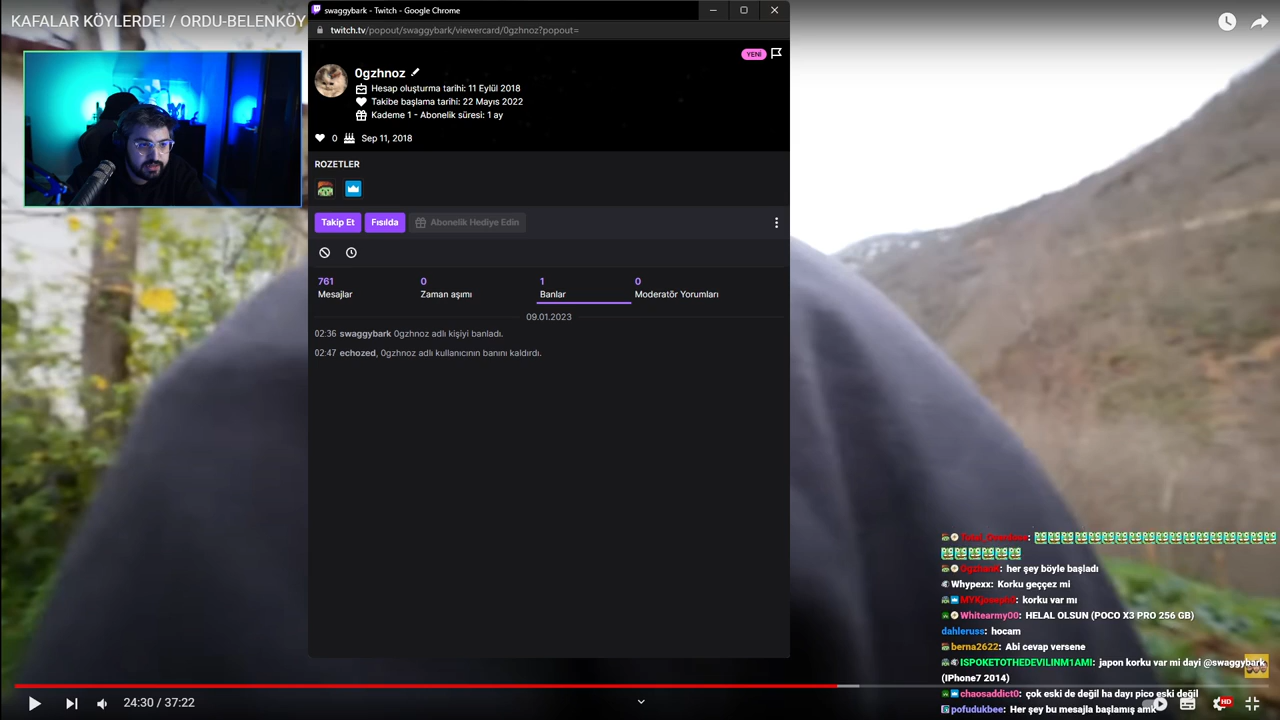 KAFALAR KÖYLERDE! / ORDU-BELENKÖY
swaggybark - Twitch - Google Chrome
twitch.tv/popout/swaggybark/viewercard/0gzhnoz?popout=
YENİ
0gzhnoz
Hesap oluşturma tarihi: 11 Eylül 2018
Takibe başlama tarihi: 22 Mayıs 2022
Kademe 1 - Abonelik süresi: 1 ay
0 Sep 11, 2018
ROZETLER
Takip Et Fısılda Abonelik Hediye Edin
761 0 1 0
Mesajlar Zaman aşımı Banlar Moderatör Yorumları
09.01.2023
02:36 swaggybark 0gzhnoz adlı kişiyi banladı.
02:47 echozed, 0gzhnoz adlı kullanıcının banını kaldırdı.
her şey böyle başladı
Whypexx: Korku geççez mi
korku var mı
Whitearmy00: HELAL OLSUN (POCO X3 PRO 256 GB)
dahleruss: hocam
berna2622: Abi cevap versene
ISPOKETOTHEDEVILINM1AMI: japon korku var mi dayi @swaggybark
(IPhone7 2014)
chaosaddict0: çok eski de değil ha dayı pico eski değil
pofudukbee: Her şey bu mesajla başlamış amk
24:30 / 37:22
HD